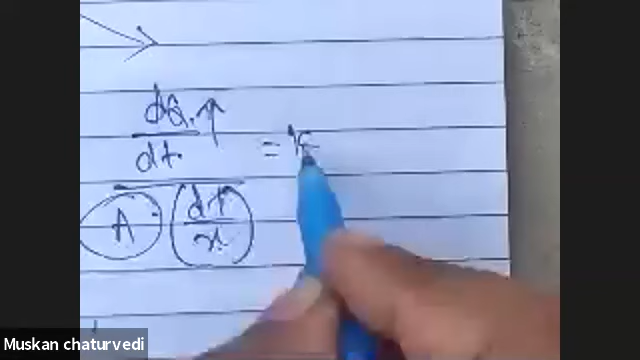 dQ ↑
dt = K
A (dT
x)
Muskan chaturvedi